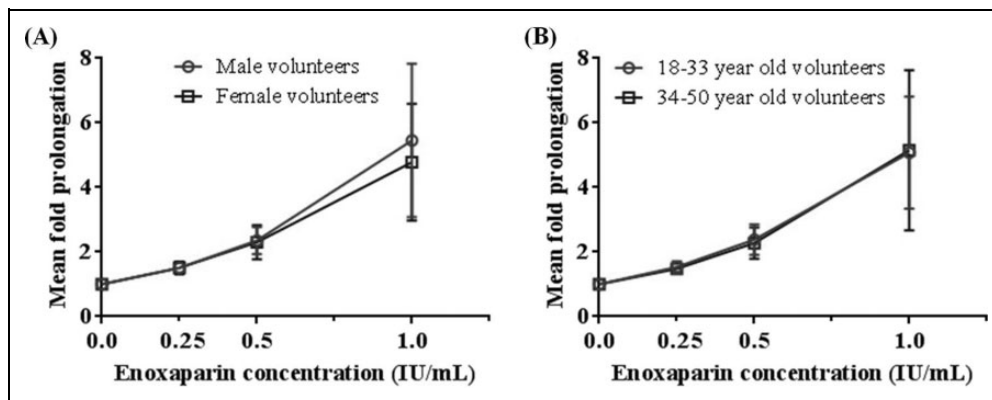 (A)
Male volunteers
Female volunteers
Mean fold prolongation
8
6
4
2
0
0.0 0.25 0.5 1.0
Enoxaparin concentration (IU/mL)
(B)
18-33 year old volunteers
34-50 year old volunteers
Mean fold prolongation
8
6
4
2
0
0.0 0.25 0.5 1.0
Enoxaparin concentration (IU/mL)